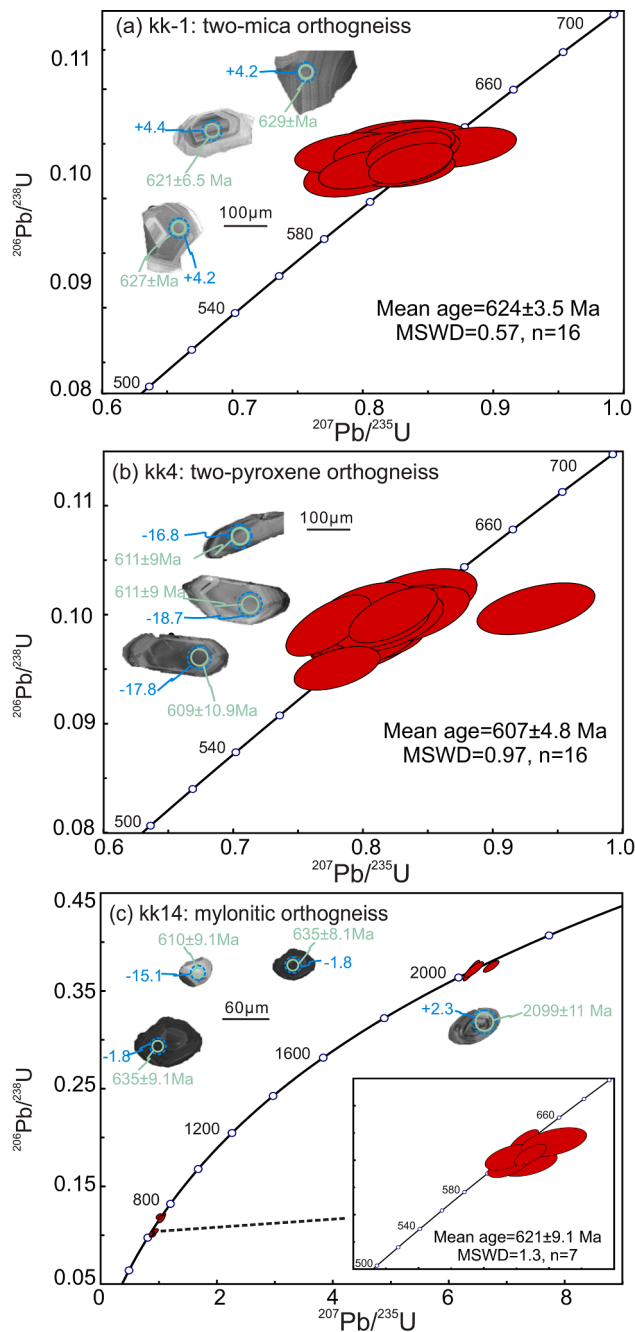 (a) kk-1: two-mica orthogneiss
700
0.11
+4.2
660
629±Ma
+4.4
206Pb/238U
0.10
621±6.5 Ma
100µm
580
627±Ma
+4.2
0.09
540
Mean age=624±3.5 Ma
MSWD=0.57, n=16
500
0.08
0.6
0.7
0.8
0.9
1.0
207Pb/235U
(b) kk4: two-pyroxene orthogneiss
700
0.11
-16.8
100µm
660
611±9Ma
611±9 Ma
206Pb/238U
0.10
-18.7
-17.8
609±10.9Ma
0.09
540
Mean age=607±4.8 Ma
MSWD=0.97, n=16
500
0.08
0.6
0.7
0.8
0.9
1.0
207Pb/235U
0.45
(c) kk14: mylonitic orthogneiss
610±9.1Ma
635±8.1Ma
-15.1
-1.8
2000
0.35
60µm
+2.3
2099±11 Ma
-1.8
635±9.1Ma
1600
206Pb/238U
0.25
1200
660
0.15
800
580
540
Mean age=621±9.1 Ma
MSWD=1.3, n=7
500
0.05
0
2
4
6
8
207Pb/235U